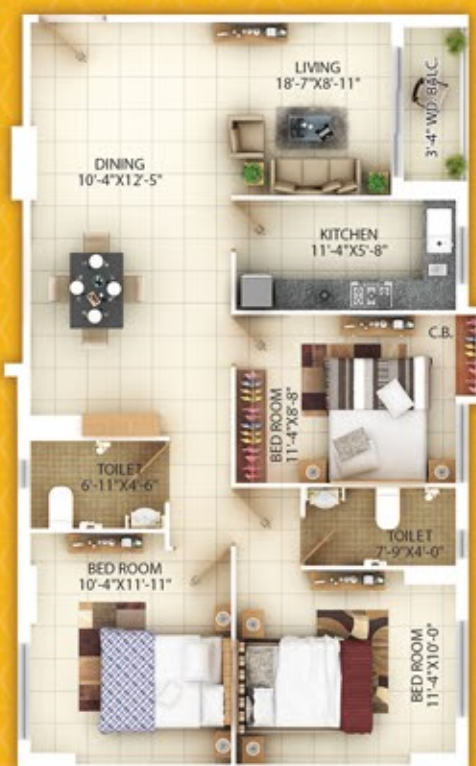 LIVING
18'-7"X8'-11"
3'-4" WD. BALC.
DINING
10'-4"X12'-5"
KITCHEN
11'-4"X5'-8"
C.B.
BED ROOM
11'-4"X8'-8"
TOILET
6'-11"X4'-6"
TOILET
7'-9"X4'-0"
BED ROOM
10'-4"X11'-11"
BED ROOM
11'-4"X10'-0"